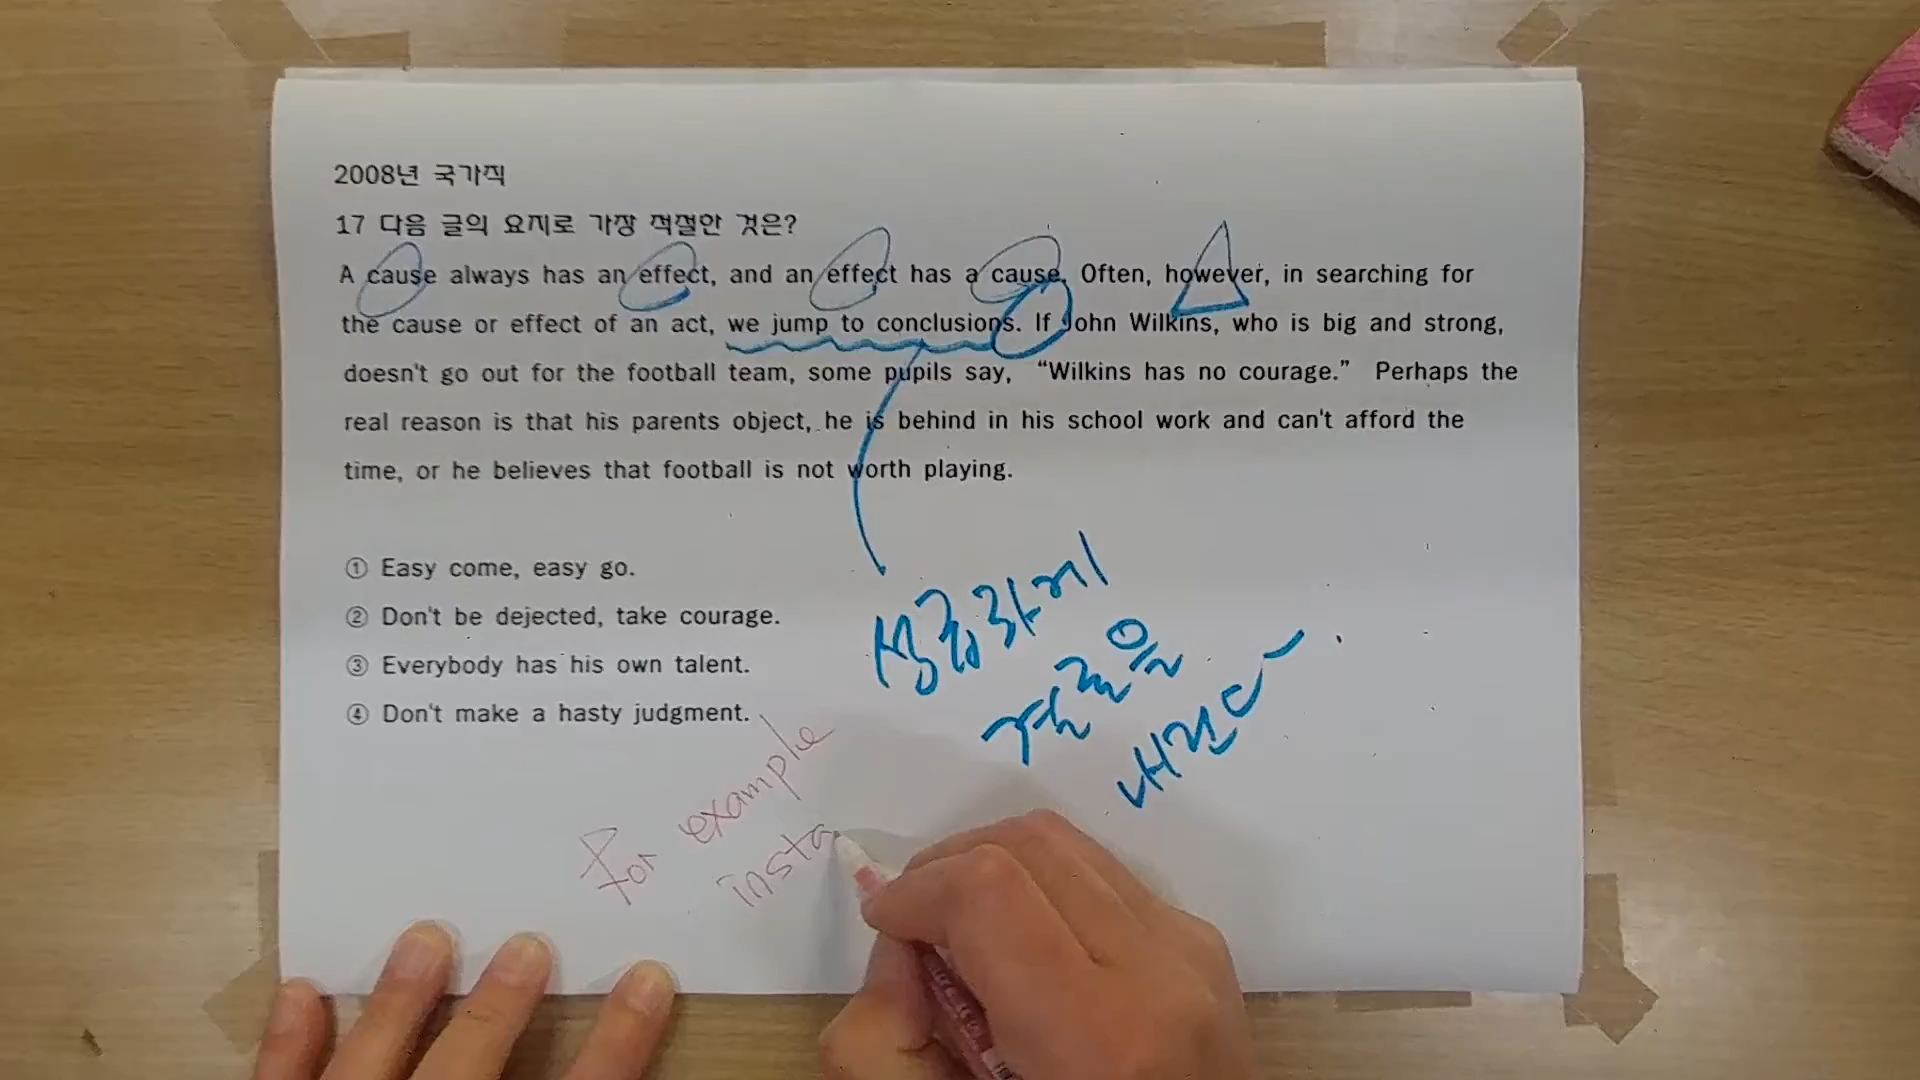 2008년 국가직
17 다음 글의 요지로 가장 적절한 것은?
A cause always has an effect, and an effect has a cause. Often, however, in searching for
the cause or effect of an act, we jump to conclusions. If John Wilkins, who is big and strong,
doesn't go out for the football team, some pupils say, “Wilkins has no courage.” Perhaps the
real reason is that his parents object, he is behind in his school work and can't afford the
time, or he believes that football is not worth playing.
① Easy come, easy go.
② Don't be dejected, take courage.
③ Everybody has his own talent.
④ Don't make a hasty judgment.
성급하게
결론을
내린다
For example
insta